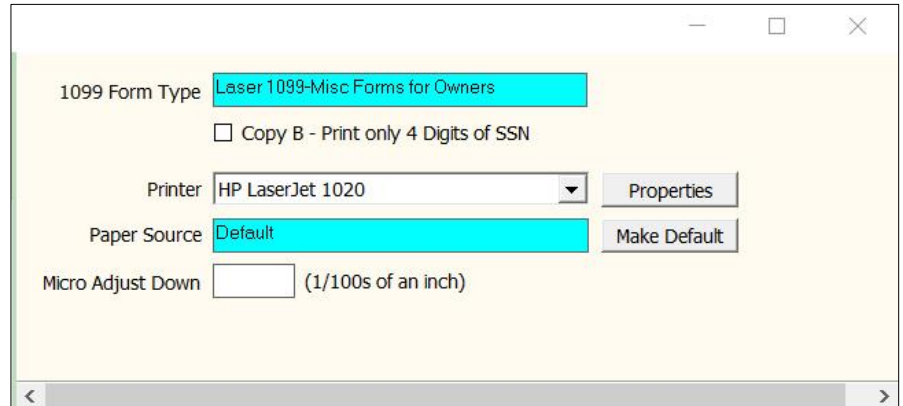 1099 Form Type Laser 1099-Misc Forms for Owners
Copy B - Print only 4 Digits of SSN
Printer HP LaserJet 1020 Properties
Paper Source Default Make Default
Micro Adjust Down (1/100s of an inch)